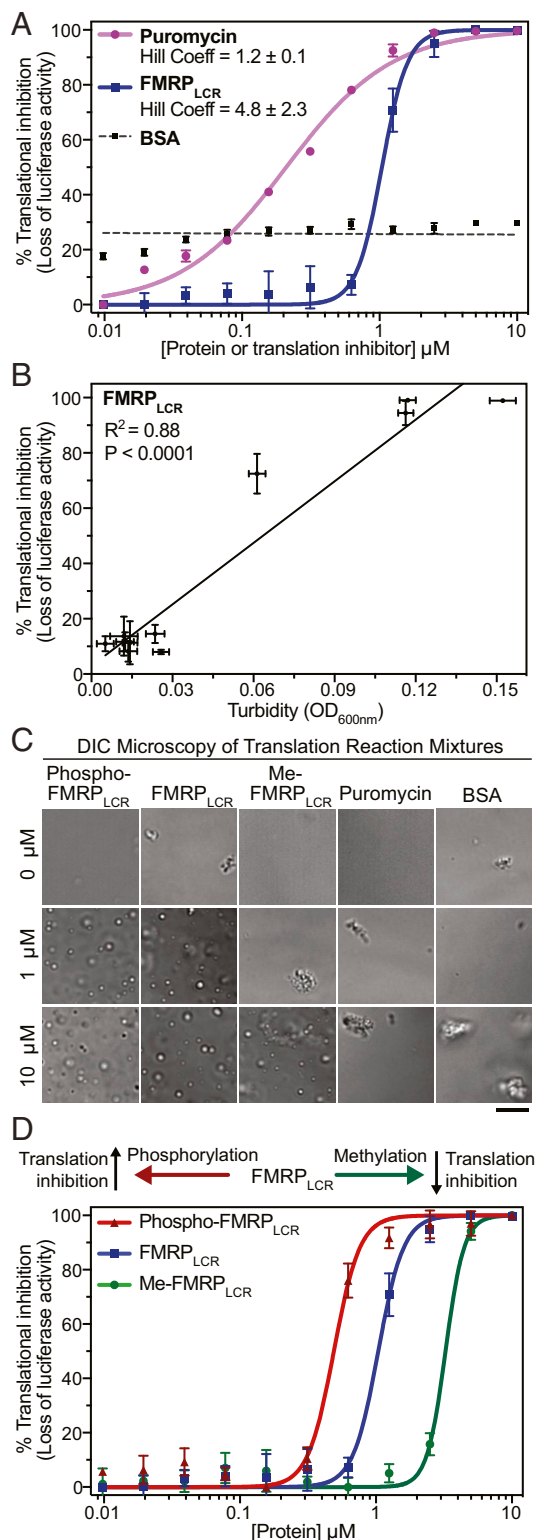 A
Puromycin
Hill Coeff = 1.2 ± 0.1
FMRP_LCR
Hill Coeff = 4.8 ± 2.3
BSA
% Translational inhibition
(Loss of luciferase activity)
100
80
60
40
20
0
0.01
0.1
1
10
[Protein or translation inhibitor] μM
B
FMRP_LCR
R² = 0.88
P < 0.0001
% Translational inhibition
(Loss of luciferase activity)
100
80
60
40
20
0
0.00
0.03
0.06
0.09
0.12
0.15
Turbidity (OD600nm)
C
DIC Microscopy of Translation Reaction Mixtures
Phospho-
FMRP_LCR
FMRP_LCR
Me-
FMRP_LCR
Puromycin
BSA
0 μM
1 μM
10 μM
D
Translation
inhibition
Phosphorylation
FMRP_LCR
Methylation
Translation
inhibition
Phospho-FMRP_LCR
FMRP_LCR
Me-FMRP_LCR
% Translational inhibition
(Loss of luciferase activity)
100
80
60
40
20
0
0.01
0.1
1
10
[Protein] μM